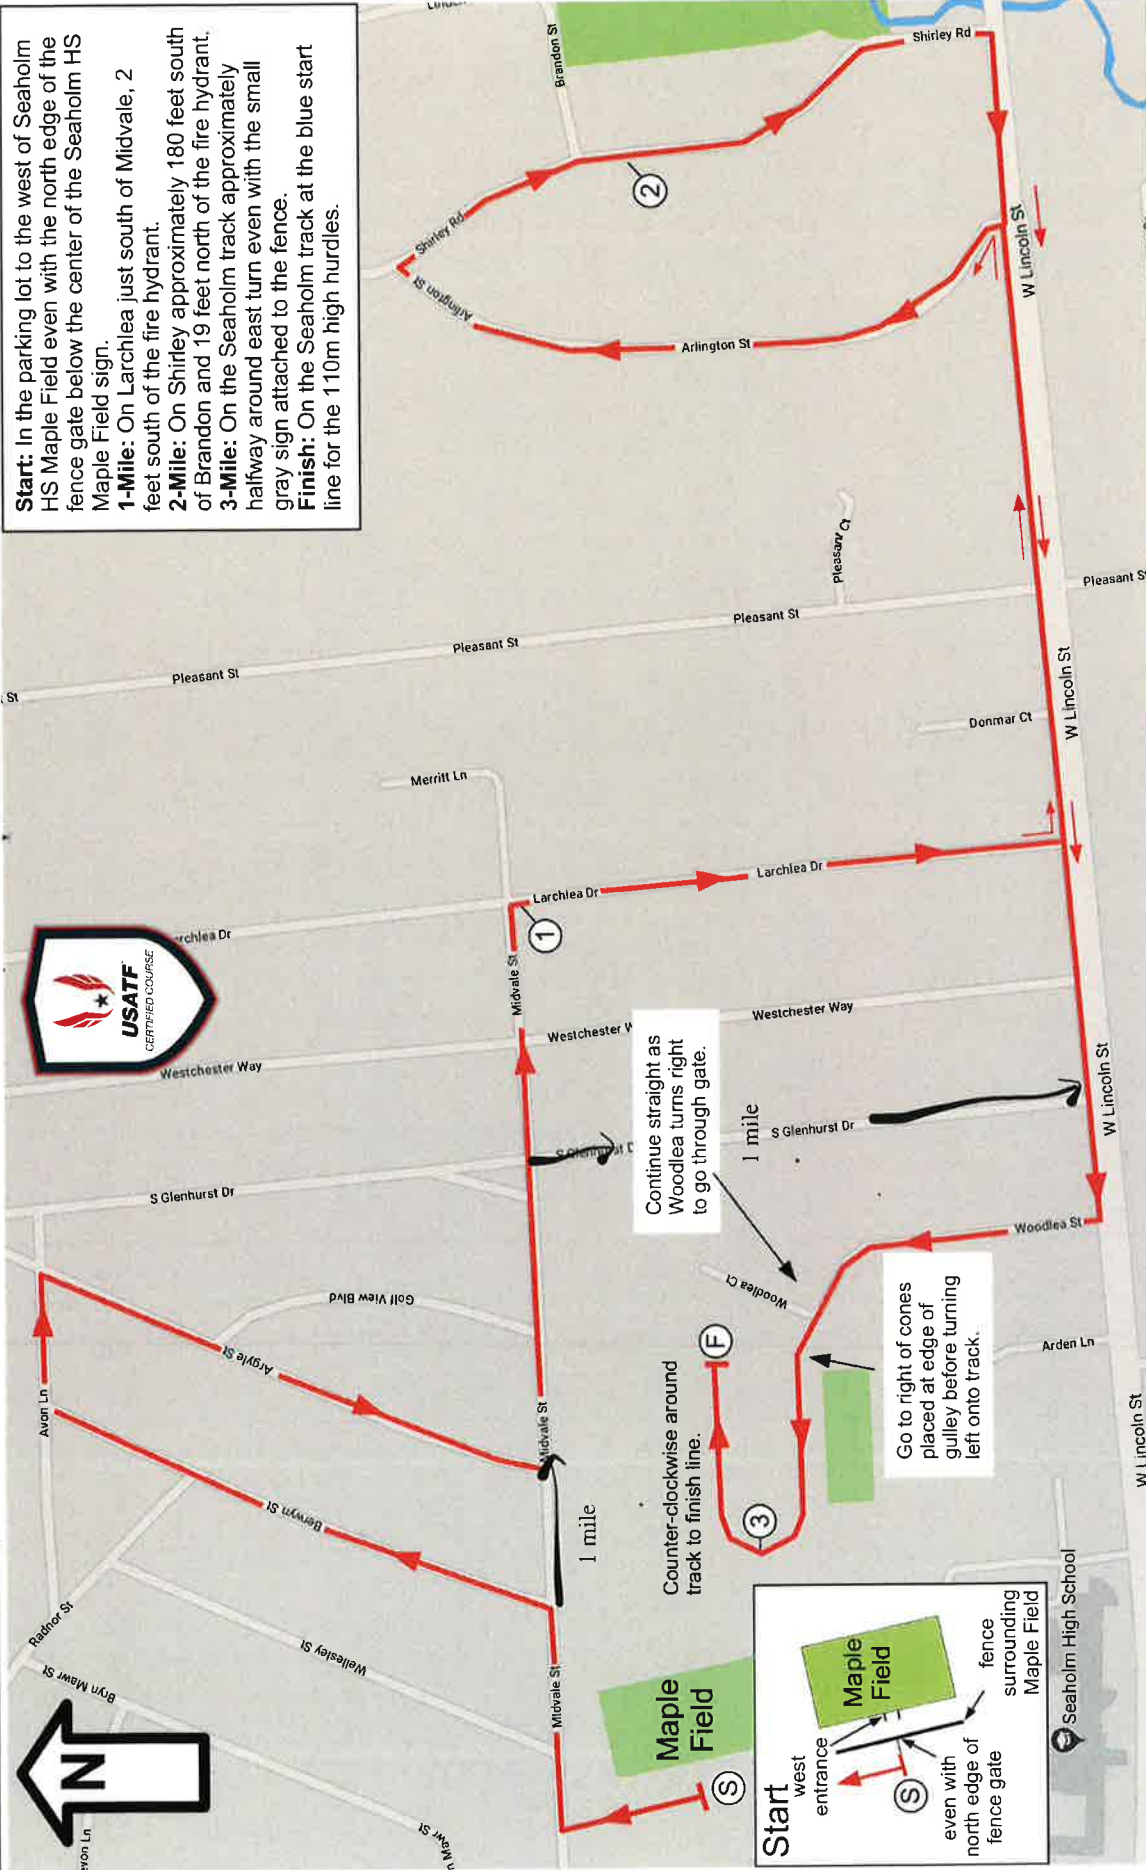 Start: In the parking lot to the west of Seaholm
HS Maple Field even with the north edge of the
fence gate below the center of the Seaholm HS
Maple Field sign.
1-Mile: On Larchlea just south of Midvale, 2
feet south of the fire hydrant.
2-Mile: On Shirley approximately 180 feet south
of Brandon and 19 feet north of the fire hydrant.
3-Mile: On the Seaholm track approximately
halfway around east turn even with the small
gray sign attached to the fence.
Finish: On the Seaholm track at the blue start
line for the 110m high hurdles.
N
USATF
CERTIFIED COURSE
Bryn Mawr St
Radnor St
Wellesley St
Avon Ln
Berwyn St
Argyle St
Golf View Blvd
S Glenhurst Dr
Westchester Way
Pleasant St
St
Brandon St
Shirley Rd
Shirley Rd
Arlington St
Arlington St
2
Merritt Ln
Pleasant St
Pleasant St
Pleasant Ct
Midvale St
Midvale St
Midvale St
1
Larchlea Dr
Larchlea Dr
Westchester Way
S Glenhurst Dr
1 mile
1 mile
Continue straight as
Woodlea turns right
to go through gate.
Woodlea Ct
Woodlea St
Counter-clockwise around
track to finish line.
F
3
Go to right of cones
placed at edge of
gulley before turning
left onto track.
Arden Ln
Donmar Ct
Pleasant St
W Lincoln St
W Lincoln St
W Lincoln St
W Lincoln St
Maple
Field
S
Start
west
entrance
Maple
Field
S
even with
north edge of
fence gate
fence
surrounding
Maple Field
Seaholm High School